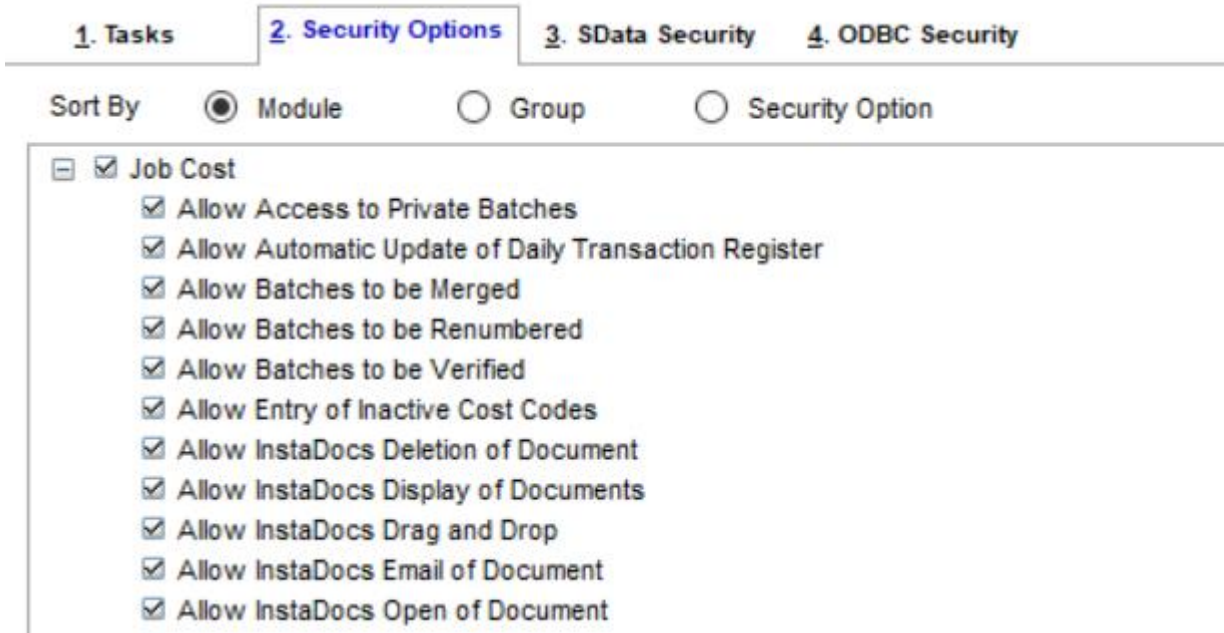 1. Tasks 2. Security Options 3. SData Security 4. ODBC Security
Sort By Module Group Security Option
Job Cost
Allow Access to Private Batches
Allow Automatic Update of Daily Transaction Register
Allow Batches to be Merged
Allow Batches to be Renumbered
Allow Batches to be Verified
Allow Entry of Inactive Cost Codes
Allow InstaDocs Deletion of Document
Allow InstaDocs Display of Documents
Allow InstaDocs Drag and Drop
Allow InstaDocs Email of Document
Allow InstaDocs Open of Document